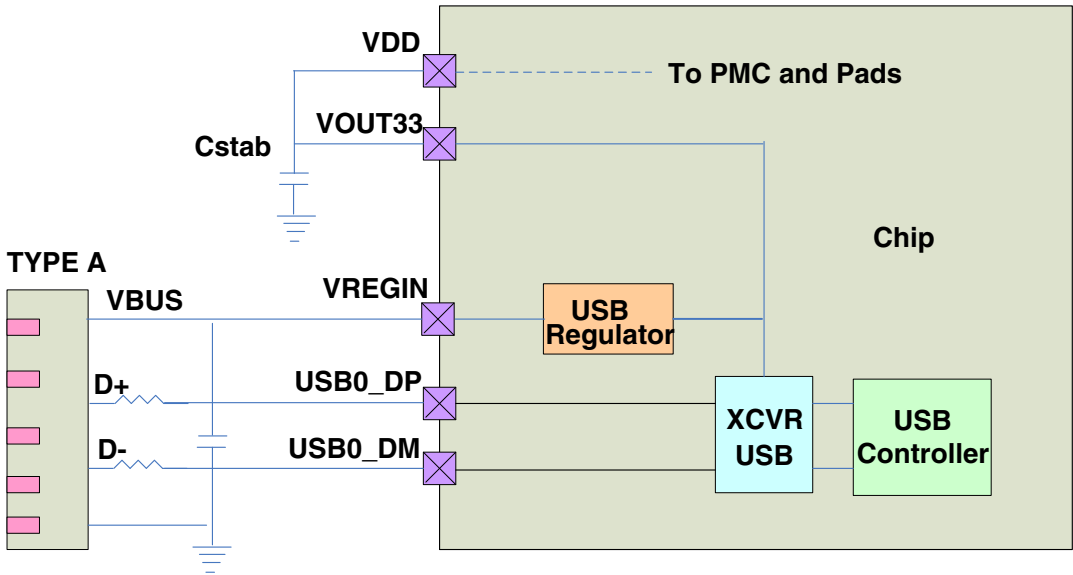 VDD
To PMC and Pads
VOUT33
Cstab
Chip
TYPE A
VBUS
VREGIN
USB
Regulator
D+
USB0_DP
XCVR
USB
USB
Controller
D-
USB0_DM